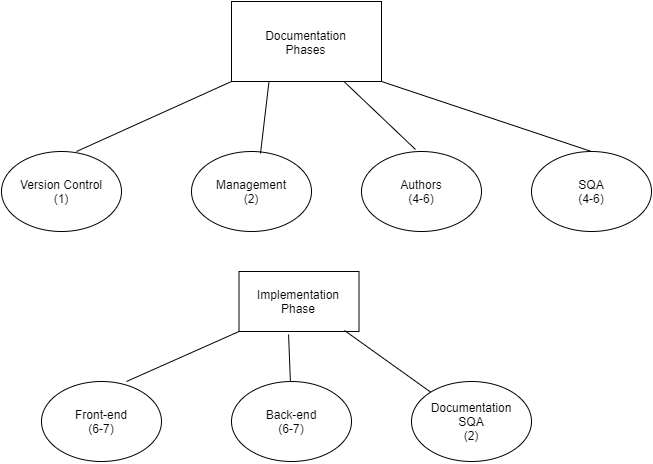 Documentation
Phases
Version Control
(1)
Management
(2)
Authors
(4-6)
SQA
(4-6)
Implementation
Phase
Front-end
(6-7)
Back-end
(6-7)
Documentation
SQA
(2)